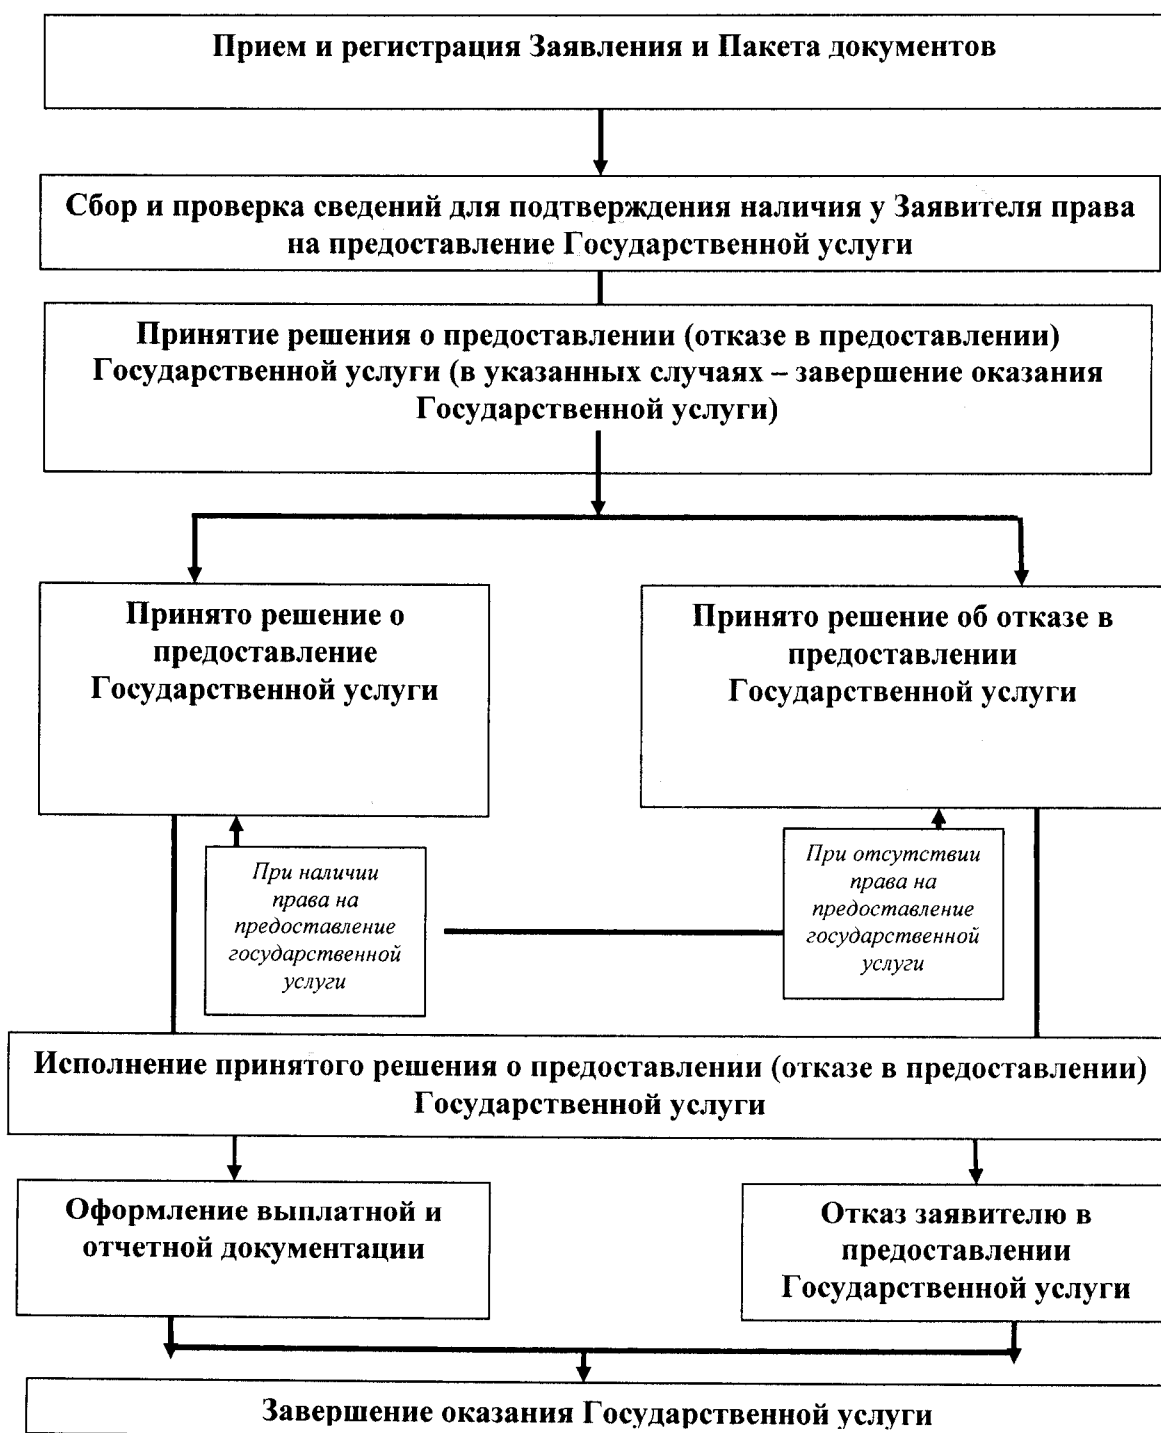 Прием и регистрация Заявления и Пакета документов
Сбор и проверка сведений для подтверждения наличия у Заявителя права
на предоставление Государственной услуги
Принятие решения о предоставлении (отказе в предоставлении)
Государственной услуги (в указанных случаях – завершение оказания
Государственной услуги)
Принято решение о
предоставление
Государственной услуги
Принято решение об отказе в
предоставлении
Государственной услуги
При наличии
права на
предоставление
государственной
услуги
При отсутствии
права на
предоставление
государственной
услуги
Исполнение принятого решения о предоставлении (отказе в предоставлении)
Государственной услуги
Оформление выплатной и
отчетной документации
Отказ заявителю в
предоставлении
Государственной услуги
Завершение оказания Государственной услуги